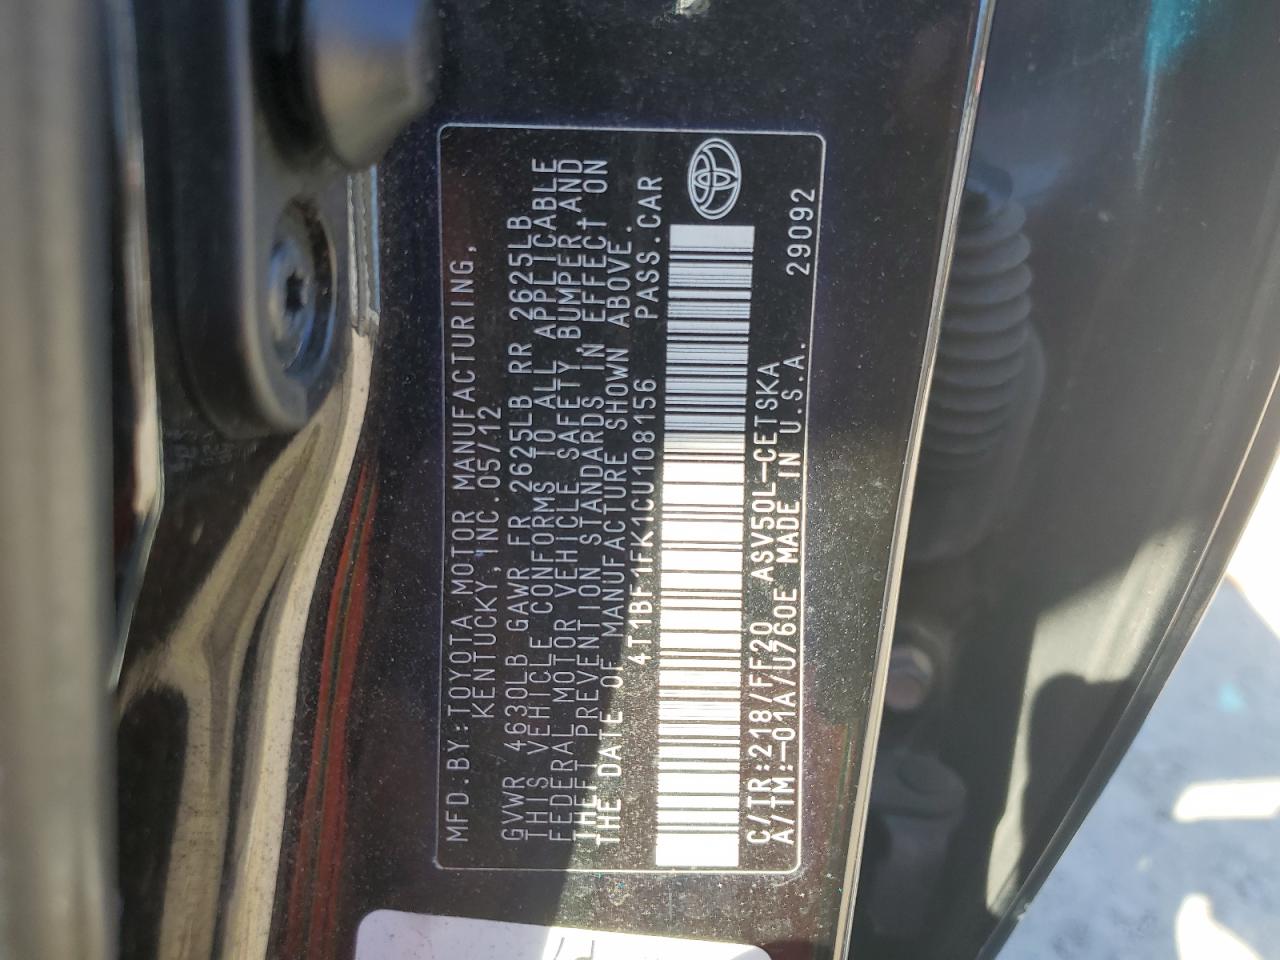 MFD.BY:TOYOTA MOTOR MANUFACTURING,
KENTUCKY,INC.05/12
GVWR 4630LB GAWR FR 2625LB RR 2625LB
THIS VEHICLE CONFORMS TO ALL APPLICABLE
FEDERAL MOTOR VEHICLE SAFETY,BUMPER,AND
THEFT PREVENTION STANDARDS IN EFFECT ON
THE DATE OF MANUFACTURE SHOWN ABOVE.
4T1BF1FK1CU108156 PASS.CAR
C/TR:218/FF20 ASV50L-CETSKA
A/TM:-01A/U760E MADE IN U.S.A. 29092